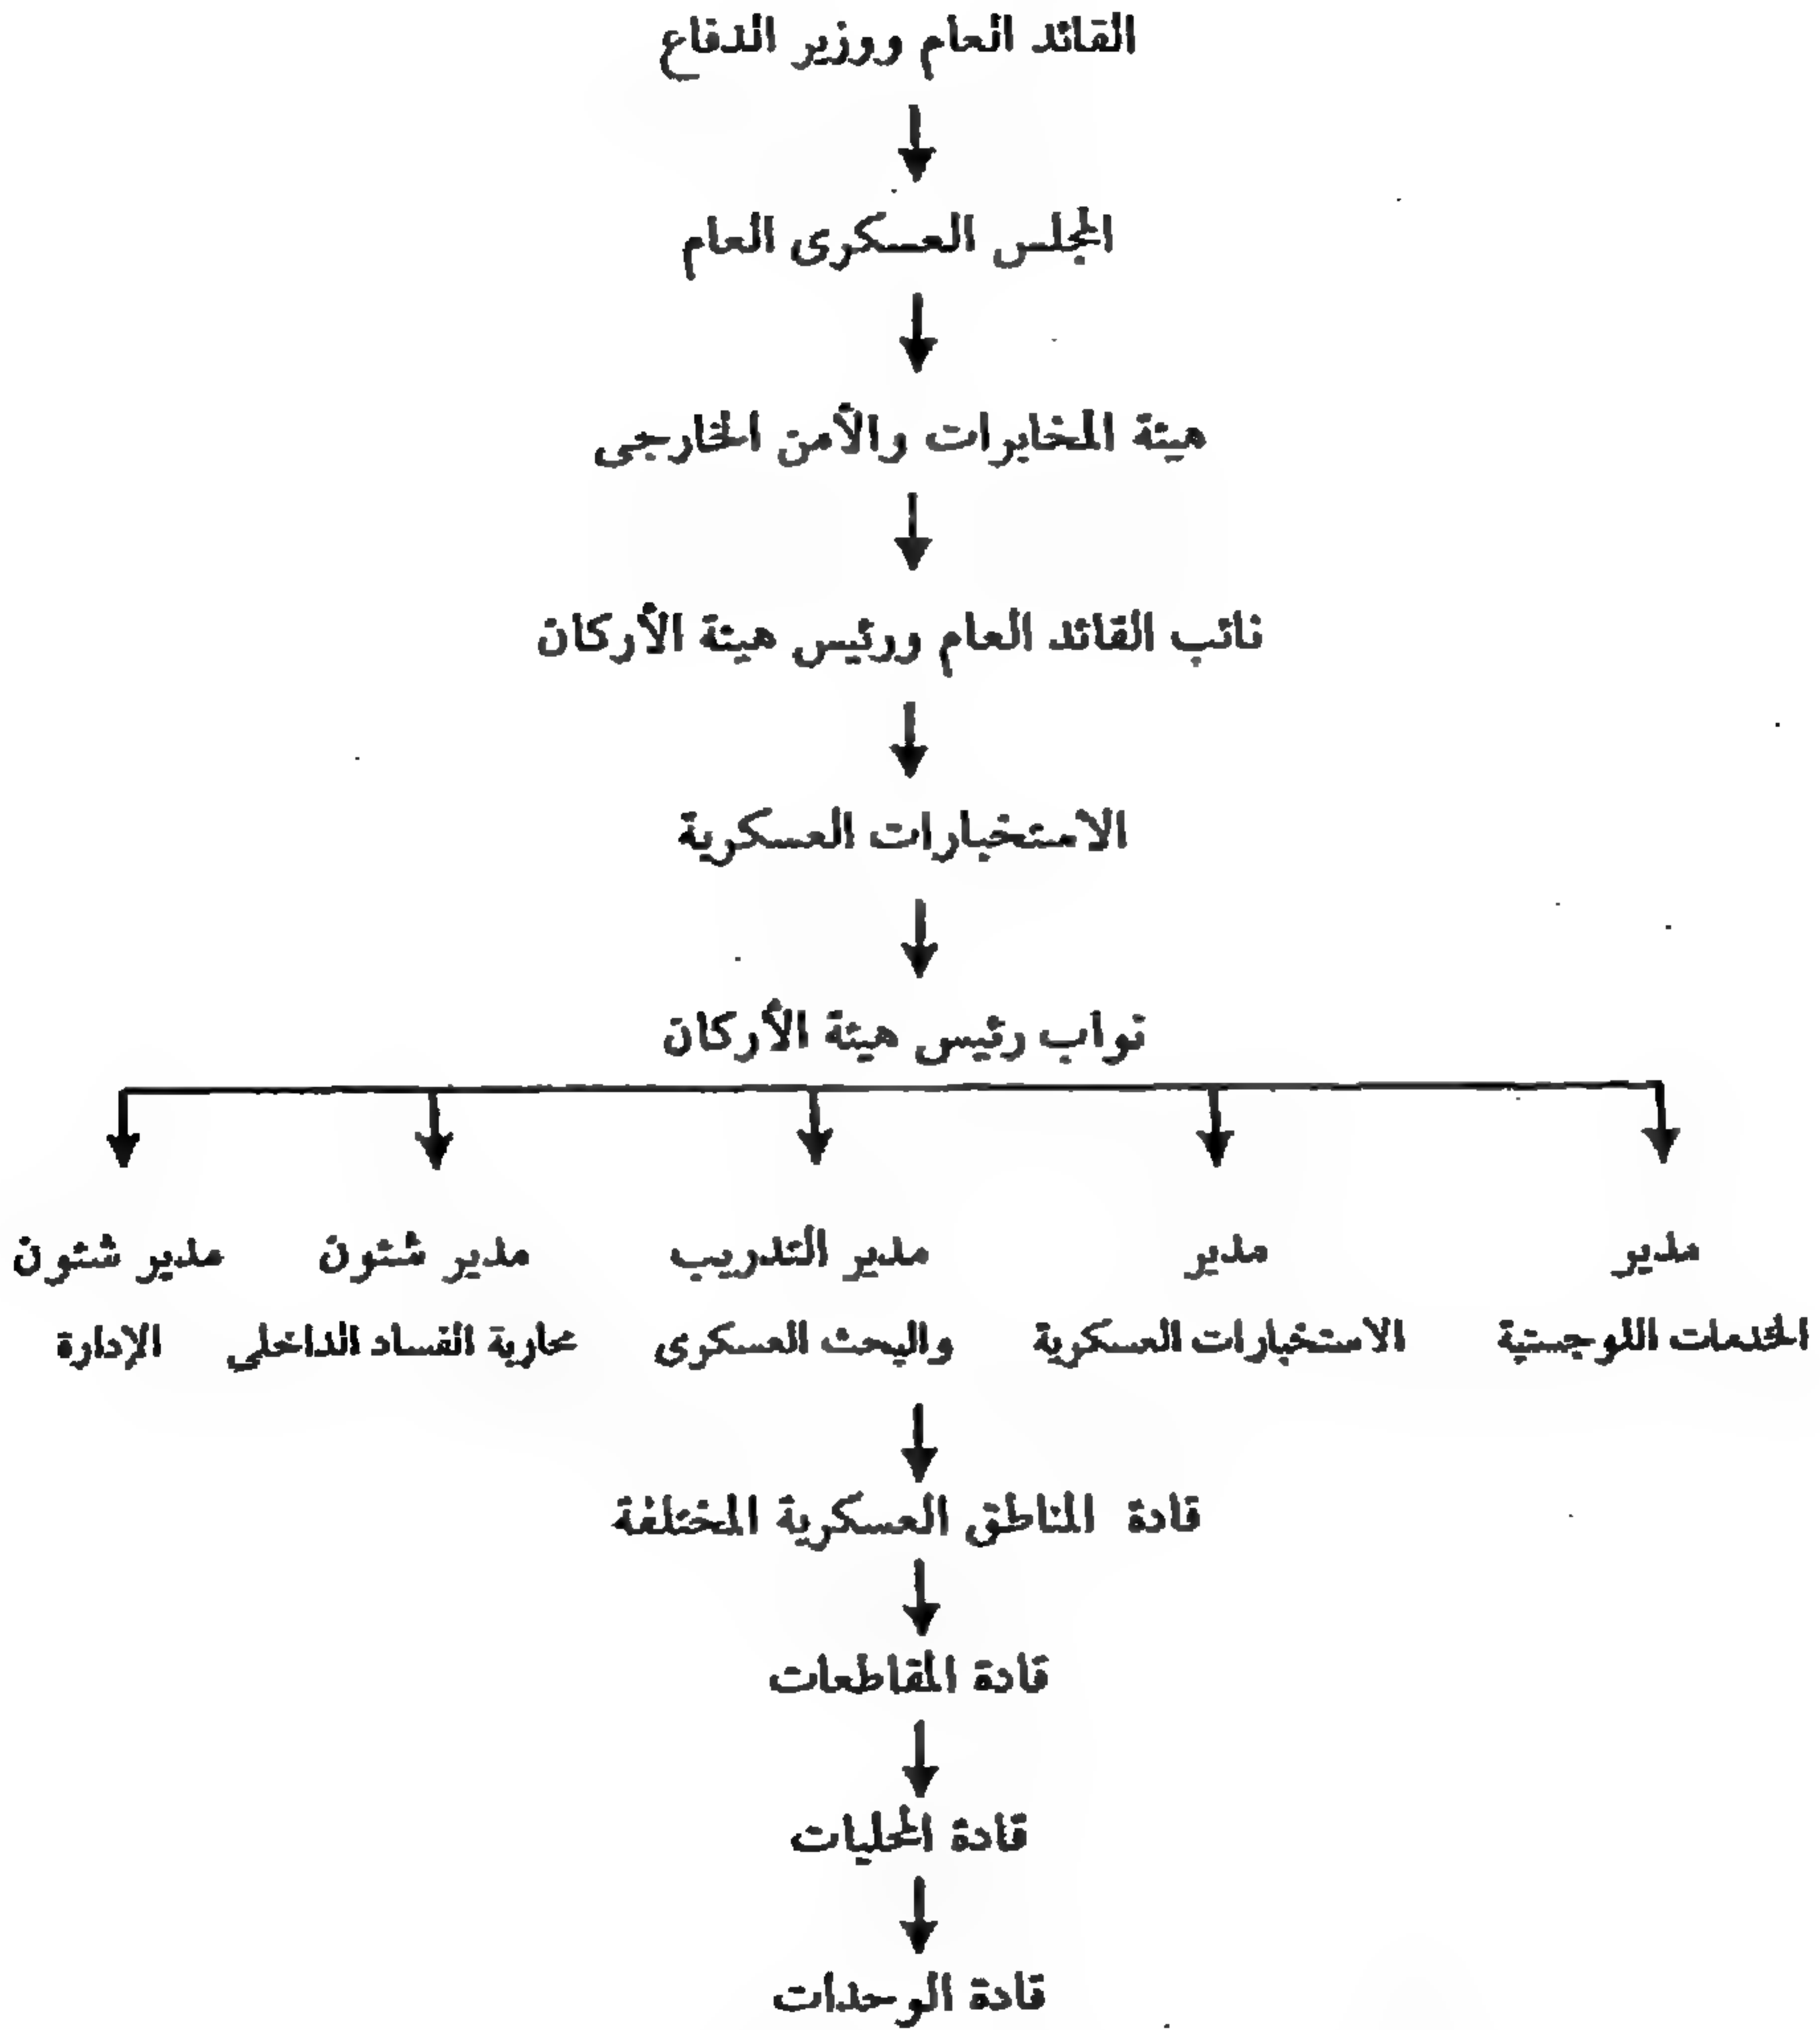 القائد العام ووزير الدفاع
المجلس العسكرى العام
هيئة المخابرات والأمن الخارجى
نائب القائد العام ورئيس هيئة الأركان
الاستخبارات العسكرية
نواب رئيس هيئة الأركان
مدير
الخدمات اللوجستية
مدير
الاستخبارات العسكرية
مدير التدريب
والبحث العسكرى
مدير شئون
محاربة الفساد الداخلي
مدير شئون
الإدارة
قادة المناطق العسكرية المختلفة
قادة المقاطعات
قادة المحليات
قادة الوحدات